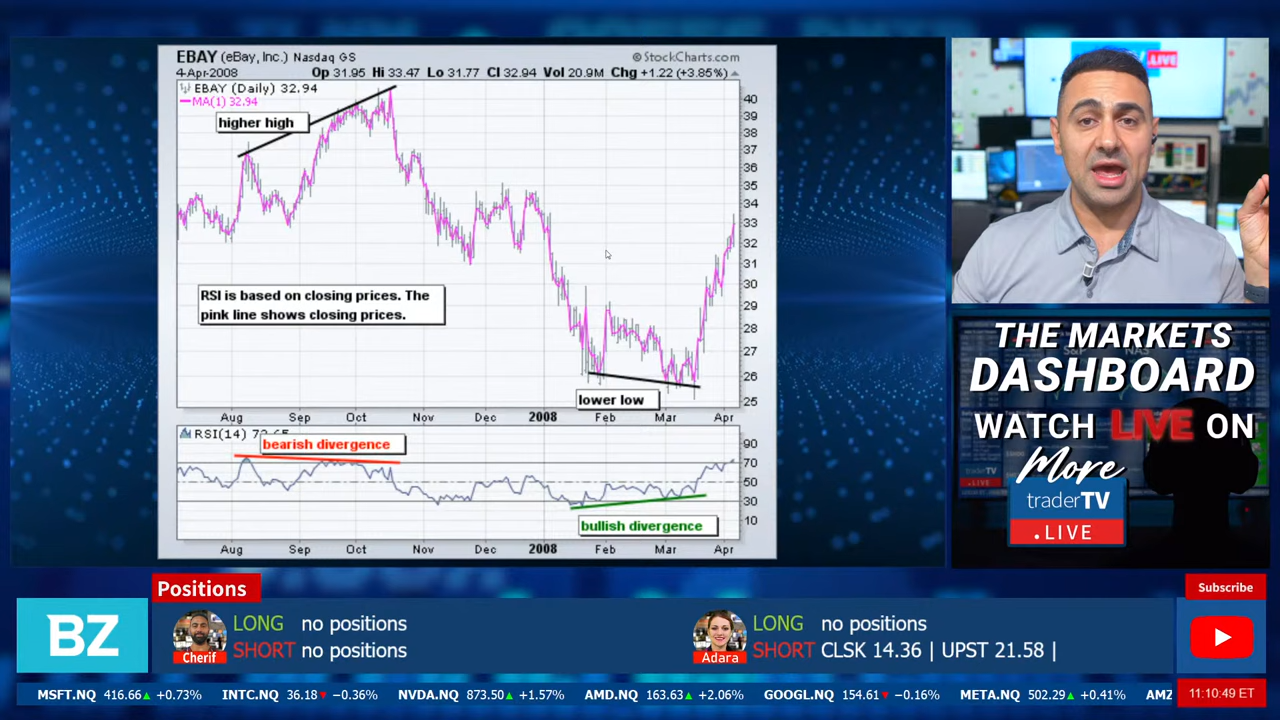 EBAY (eBay, Inc.) Nasdaq GS
© StockCharts.com
4-Apr-2008
Op 31.95 Hi 33.47 Lo 31.77 Cl 32.94 Vol 20.9M Chg +1.22 (+3.85%)
EBAY (Daily) 32.94
MA(1) 32.94
higher high
40
39
38
37
36
35
34
33
32
31
30
29
28
27
26
25
RSI is based on closing prices. The
pink line shows closing prices.
lower low
Aug Sep Oct Nov Dec 2008 Feb Mar Apr
RSI(14)
bearish divergence
90
70
50
30
10
bullish divergence
Aug Sep Oct Nov Dec 2008 Feb Mar Apr
.LIVE
THE MARKETS
DASHBOARD
WATCH LIVE ON
More
traderTV
.LIVE
Positions
Subscribe
BZ
Cherif
LONG no positions
SHORT no positions
Adara
LONG no positions
SHORT CLSK 14.36 | UPST 21.58 |
MSFT.NQ 416.66 +0.73% INTC.NQ 36.18 −0.36% NVDA.NQ 873.50 +1.57% AMD.NQ 163.63 +2.06% GOOGL.NQ 154.61 −0.16% META.NQ 502.29 +0.41% AMZ
11:10:49 ET